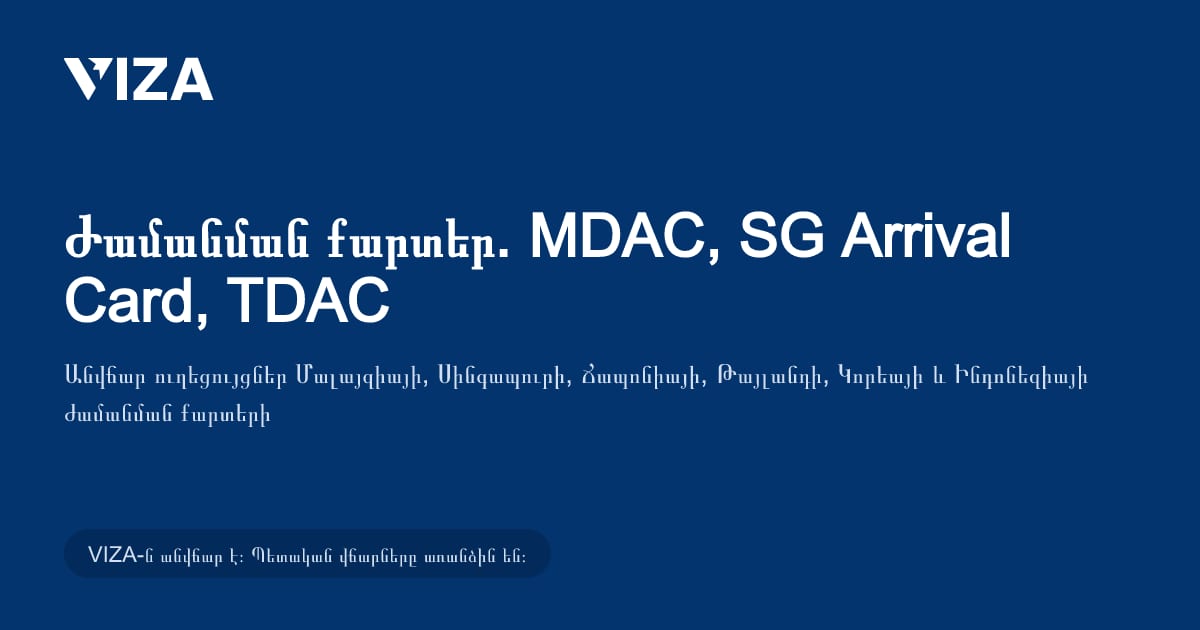 VIZA
Ժամանման քարտեր. MDAC, SG Arrival
Card, TDAC
Անվճար ուղեցույցներ Մալայզիայի, Սինգապուրի, Ճապոնիայի, Թայլանդի, Կորեայի և Ինդոնեզիայի
ժամանման քարտերի
VIZA-ն անվճար է։ Պետական վճարները առանձին են։